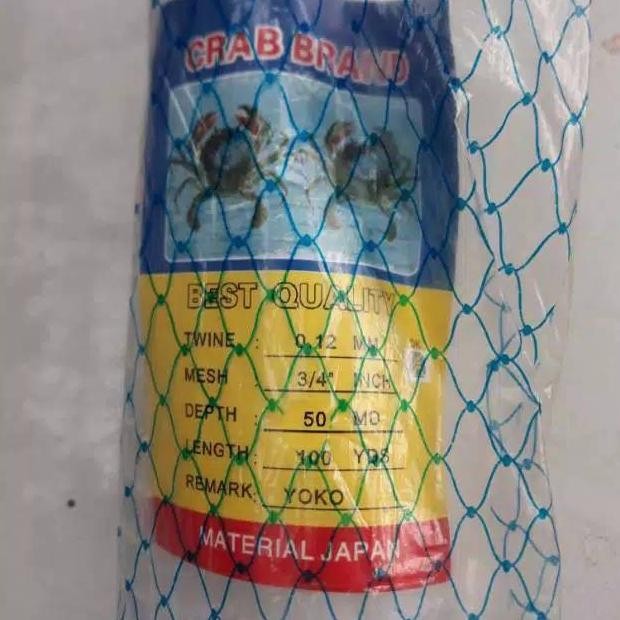 CRAB BRAND
BEST QUALITY
TWINE : 0.12 MM
MESH : 3/4" INCH
DEPTH : 50 MD
LENGTH : 100 YDS
REMARK : YOKO
MATERIAL JAPAN